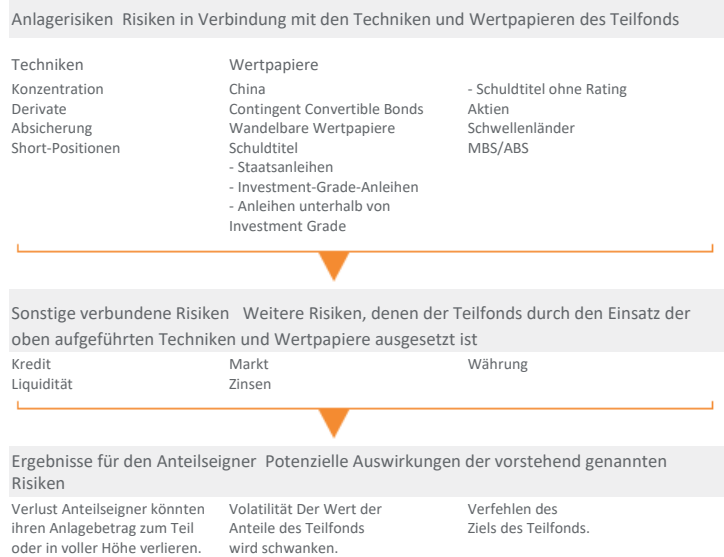 Anlagerisiken Risiken in Verbindung mit den Techniken und Wertpapieren des Teilfonds
Techniken
Konzentration
Derivate
Absicherung
Short-Positionen
Wertpapiere
China
Contingent Convertible Bonds
Wandelbare Wertpapiere
Schuldtitel
- Staatsanleihen
- Investment-Grade-Anleihen
- Anleihen unterhalb von
Investment Grade
- Schuldtitel ohne Rating
Aktien
Schwellenländer
MBS/ABS
Sonstige verbundene Risiken Weitere Risiken, denen der Teilfonds durch den Einsatz der
oben aufgeführten Techniken und Wertpapiere ausgesetzt ist
Kredit
Liquidität
Markt
Zinsen
Währung
Ergebnisse für den Anteilseigner Potenzielle Auswirkungen der vorstehend genannten
Risiken
Verlust Anteilseigner könnten
ihren Anlagebetrag zum Teil
oder in voller Höhe verlieren.
Volatilität Der Wert der
Anteile des Teilfonds
wird schwanken.
Verfehlen des
Ziels des Teilfonds.